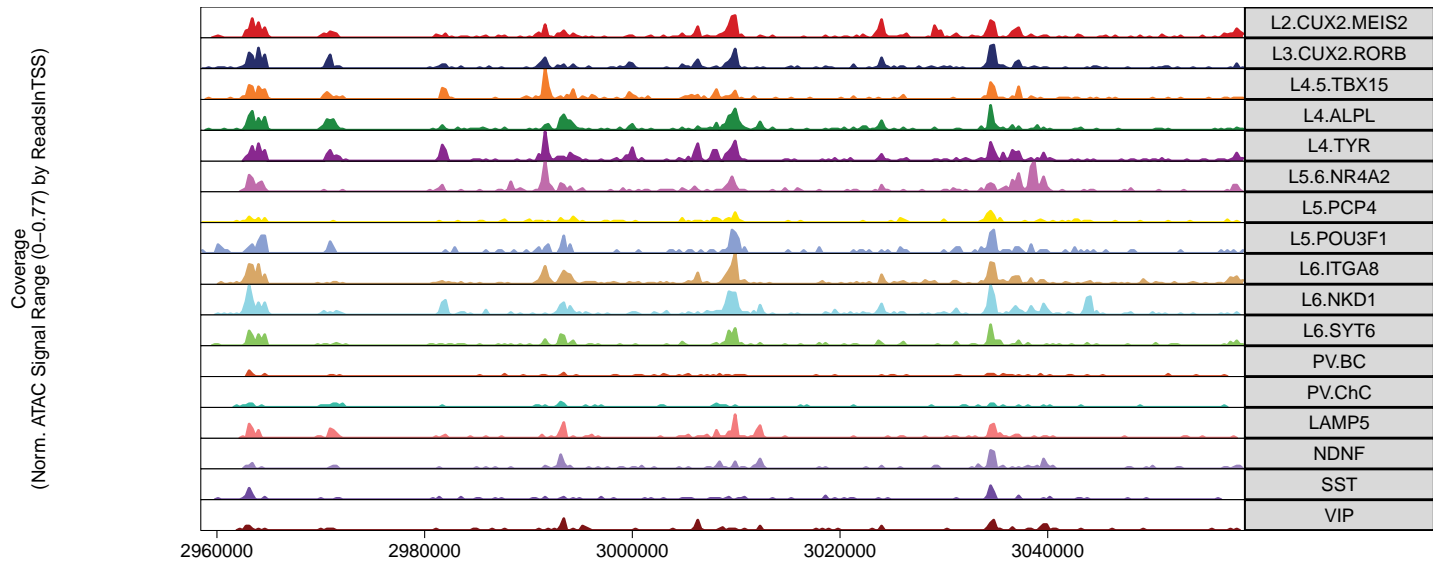 Coverage
(Norm. ATAC Signal Range (0−0.77) by ReadsInTSS)
L2.CUX2.MEIS2
L3.CUX2.RORB
L4.5.TBX15
L4.ALPL
L4.TYR
L5.6.NR4A2
L5.PCP4
L5.POU3F1
L6.ITGA8
L6.NKD1
L6.SYT6
PV.BC
PV.ChC
LAMP5
NDNF
SST
VIP
2960000 2980000 3000000 3020000 3040000